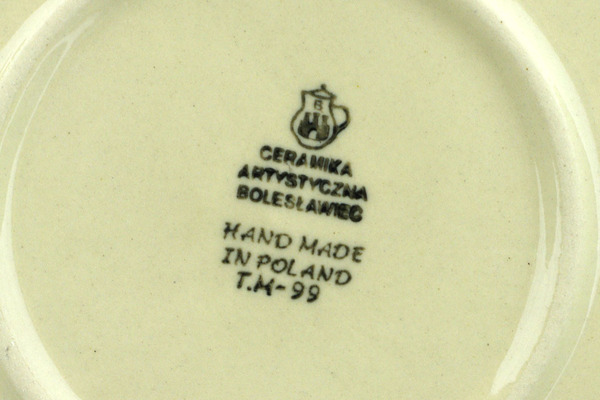 B
CERAMIKA
ARTYSTYCZNA
BOLESŁAWIEC
HAND MADE
IN POLAND
T.M-99